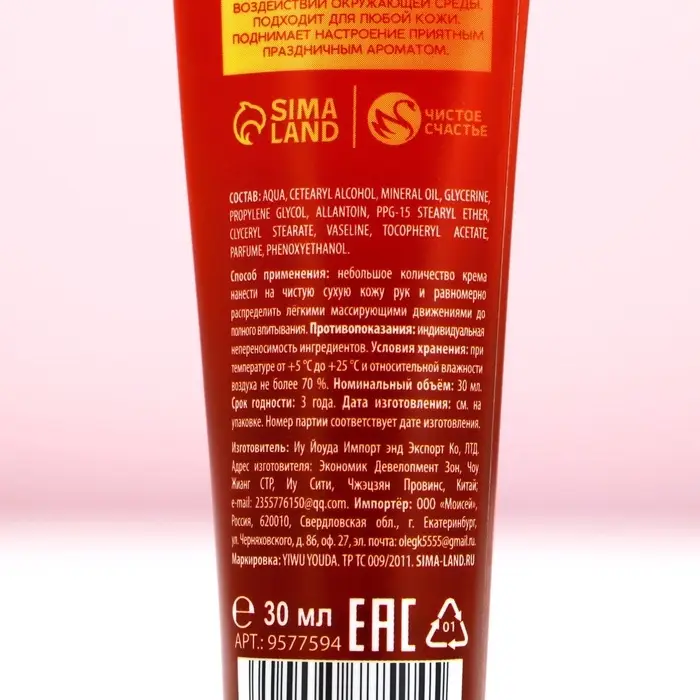 ВОЗДЕЙСТВИЙ ОКРУЖАЮЩЕЙ СРЕДЫ.
ПОДХОДИТ ДЛЯ ЛЮБОЙ КОЖИ.
ПОДНИМАЕТ НАСТРОЕНИЕ ПРИЯТНЫМ
ПРАЗДНИЧНЫМ АРОМАТОМ.
SIMA LAND
ЧИСТОЕ СЧАСТЬЕ
СОСТАВ: AQUA, CETEARYL ALCOHOL, MINERAL OIL, GLYCERINE,
PROPYLENE GLYCOL, ALLANTOIN, PPG-15 STEARYL ETHER,
GLYCERYL STEARATE, VASELINE, TOCOPHERYL ACETATE,
PARFUME, PHENOXYETHANOL.
Способ применения: небольшое количество крема
нанести на чистую сухую кожу рук и равномерно
распределить лёгкими массирующими движениями до
полного впитывания. Противопоказания: индивидуальная
непереносимость ингредиентов. Условия хранения: при
температуре от +5 °С до +25 °С и относительной влажности
воздуха не более 70 %. Номинальный объём: 30 мл.
Срок годности: 3 года. Дата изготовления: см. на
упаковке. Номер партии соответствует дате изготовления.
Изготовитель: Иу Йоуда Импорт энд Экспорт Ко, ЛТД.
Адрес изготовителя: Экономик Девелопмент Зон, Чоу
Жианг СТР, Иу Сити, Чжэцзян Провинс, Китай;
e-mail: 2355776150@qq.com. Импортёр: ООО «Моисей»,
Россия, 620010, Свердловская обл., г. Екатеринбург,
ул. Черняховского, д. 86, оф. 27, эл. почта: olegk5555@gmail.ru
Маркировка: YIWU YOUDA. ТР ТС 009/2011. SIMA-LAND.RU
℮ 30 мл
АРТ.: 9577594
EAC
01